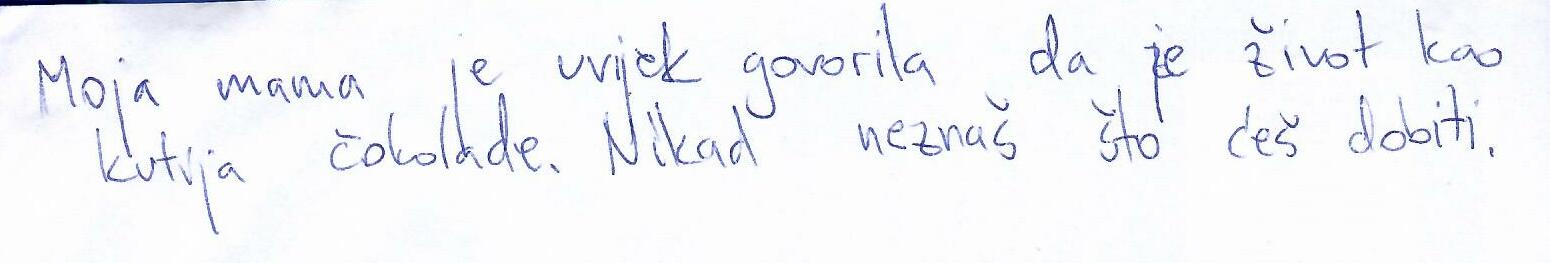 Moja mama je uvijek govorila da je život kao
kutija čokolade. Nikad neznaš što ćeš dobiti.